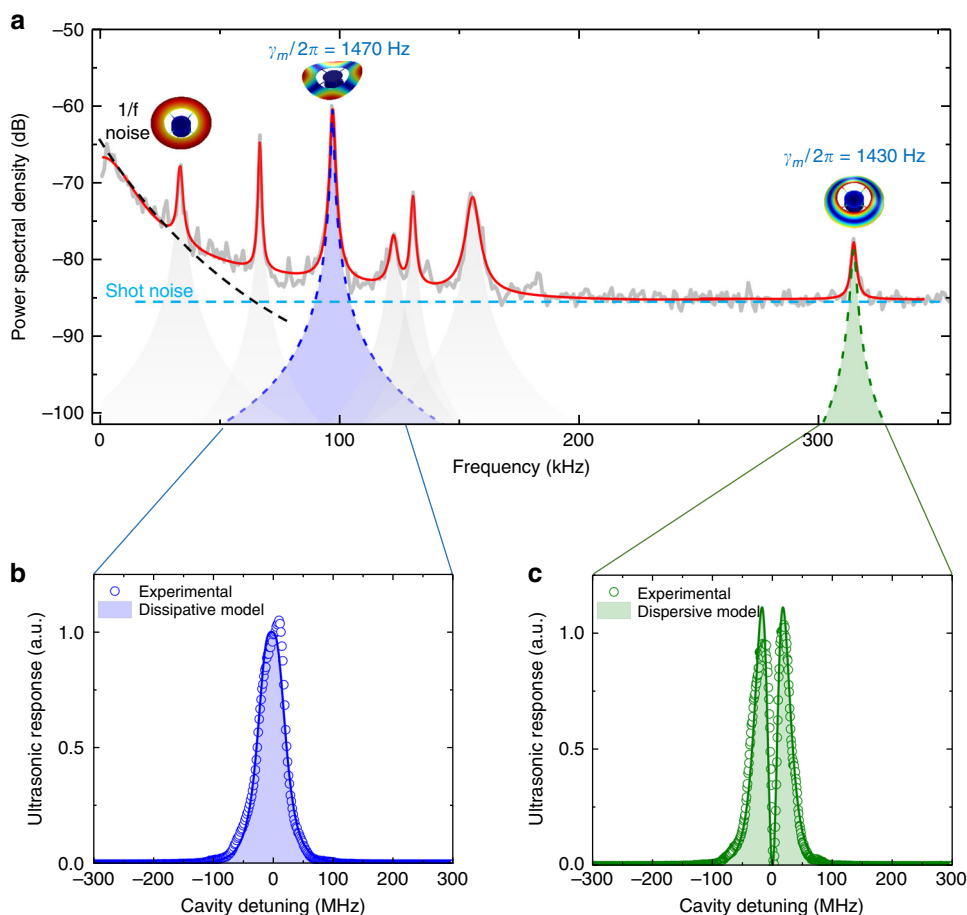 a
−50
−60
−70
−80
−90
−100
Power spectral density (dB)
γm/2π = 1470 Hz
1/f
noise
γm/2π = 1430 Hz
Shot noise
0
100
200
300
Frequency (kHz)
b
Experimental
Dissipative model
1.0
0.5
0.0
Ultrasonic response (a.u.)
−300
−200
−100
0
100
200
300
Cavity detuning (MHz)
c
Experimental
Dispersive model
1.0
0.5
0.0
Ultrasonic response (a.u.)
−300
−200
−100
0
100
200
300
Cavity detuning (MHz)